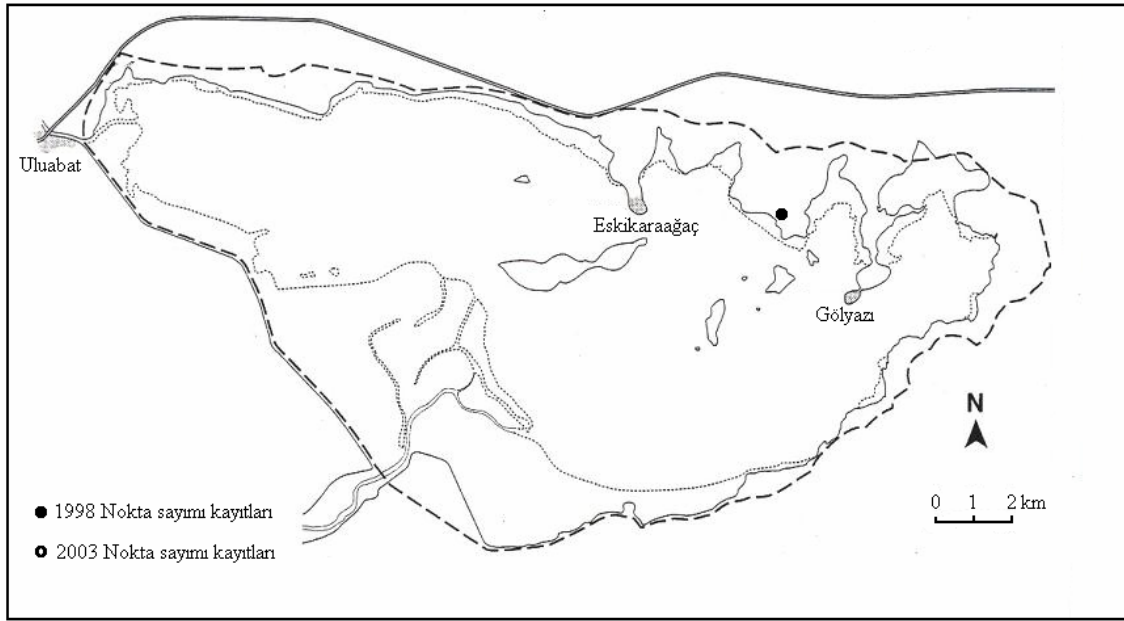 Uluabat
Eskikaraağaç
Gölyazı
N
0 1 2 km
1998 Nokta sayımı kayıtları
2003 Nokta sayımı kayıtları